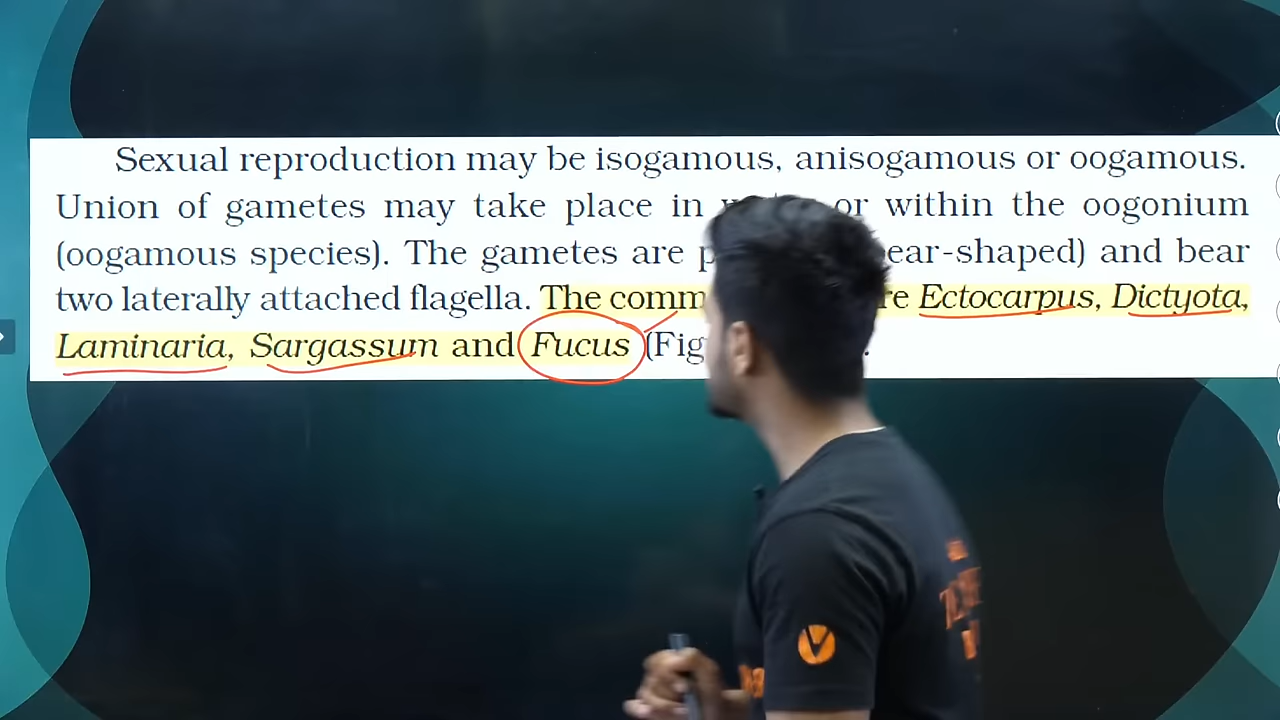 Sexual reproduction may be isogamous, anisogamous or oogamous.
Union of gametes may take place in or within the oogonium
(oogamous species). The gametes are ear-shaped) and bear
two laterally attached flagella. The comm re Ectocarpus, Dictyota,
Laminaria, Sargassum and Fucus (Fig .